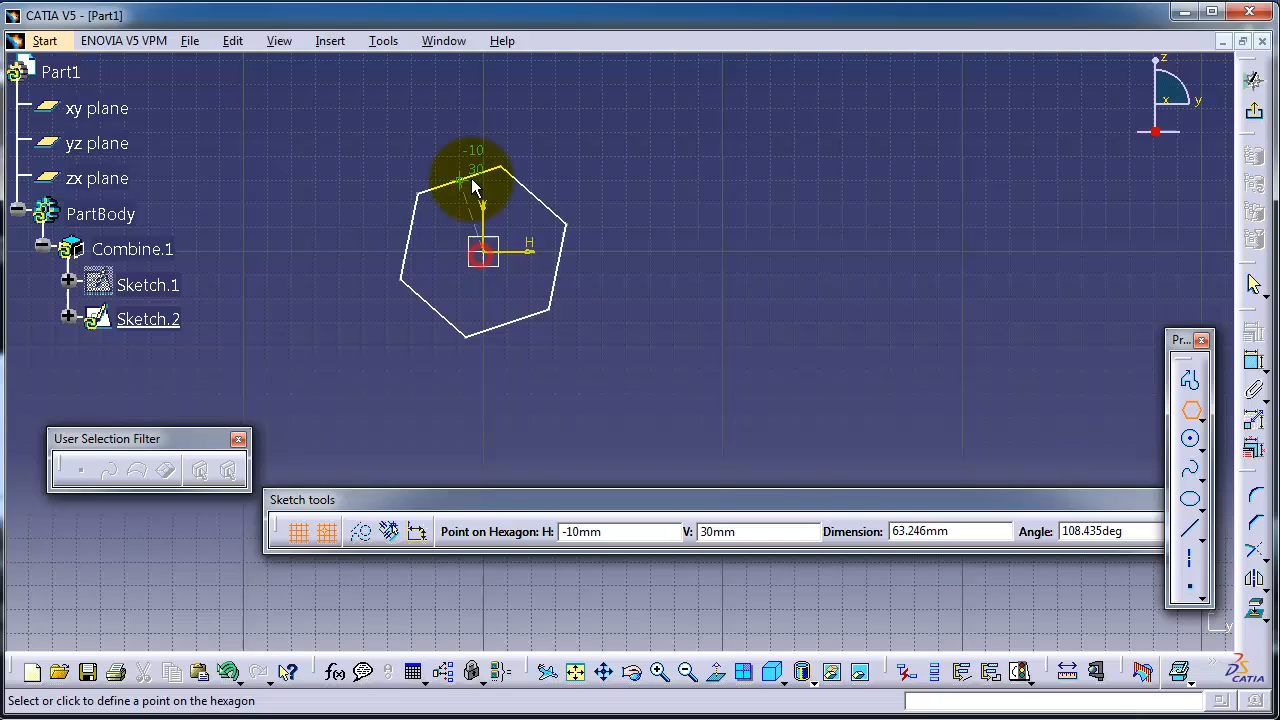 CATIA V5 - [Part1]
Start ENOVIA V5 VPM File Edit View Insert Tools Window Help
Part1
xy plane
yz plane
zx plane
PartBody
Combine.1
Sketch.1
Sketch.2
-10
30
V
H
z
x
y
Pr...
User Selection Filter
Sketch tools
Point on Hexagon: H: -10mm V: 30mm Dimension: 63.246mm Angle: 108.435deg
y
f(x)
CATIA
Select or click to define a point on the hexagon